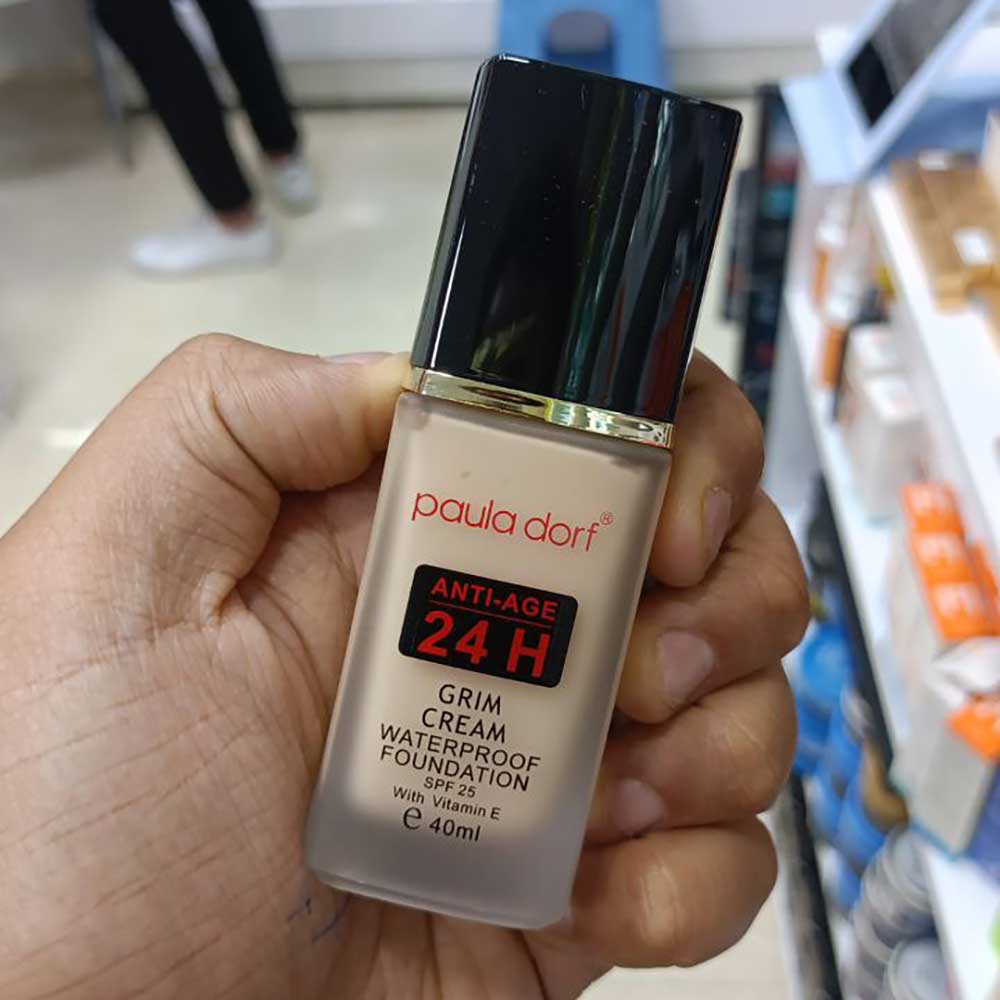 paula dorf®
ANTI-AGE
24 H
GRIM
CREAM
WATERPROOF
FOUNDATION
SPF 25
With Vitamin E
e 40ml